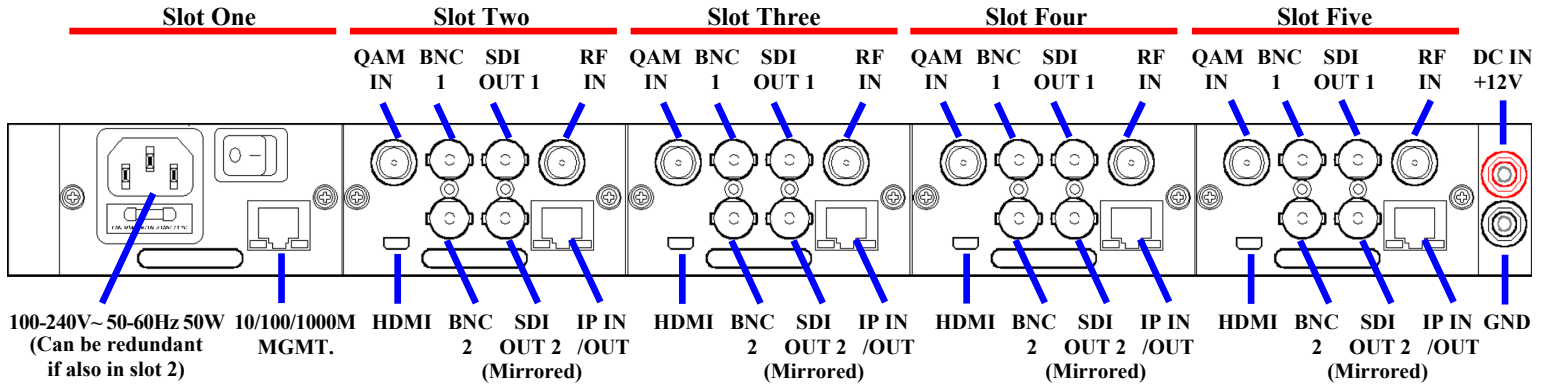 Slot One Slot Two Slot Three Slot Four Slot Five
QAM BNC SDI RF QAM BNC SDI RF QAM BNC SDI RF QAM BNC SDI RF DC IN
IN 1 OUT 1 IN IN 1 OUT 1 IN IN 1 OUT 1 IN IN 1 OUT 1 IN +12V
100-240V~ 50-60Hz 50W 10/100/1000M HDMI BNC SDI IP IN HDMI BNC SDI IP IN HDMI BNC SDI IP IN HDMI BNC SDI IP IN GND
(Can be redundant MGMT. 2 OUT 2 /OUT 2 OUT 2 /OUT 2 OUT 2 /OUT 2 OUT 2 /OUT
if also in slot 2) (Mirrored) (Mirrored) (Mirrored) (Mirrored)